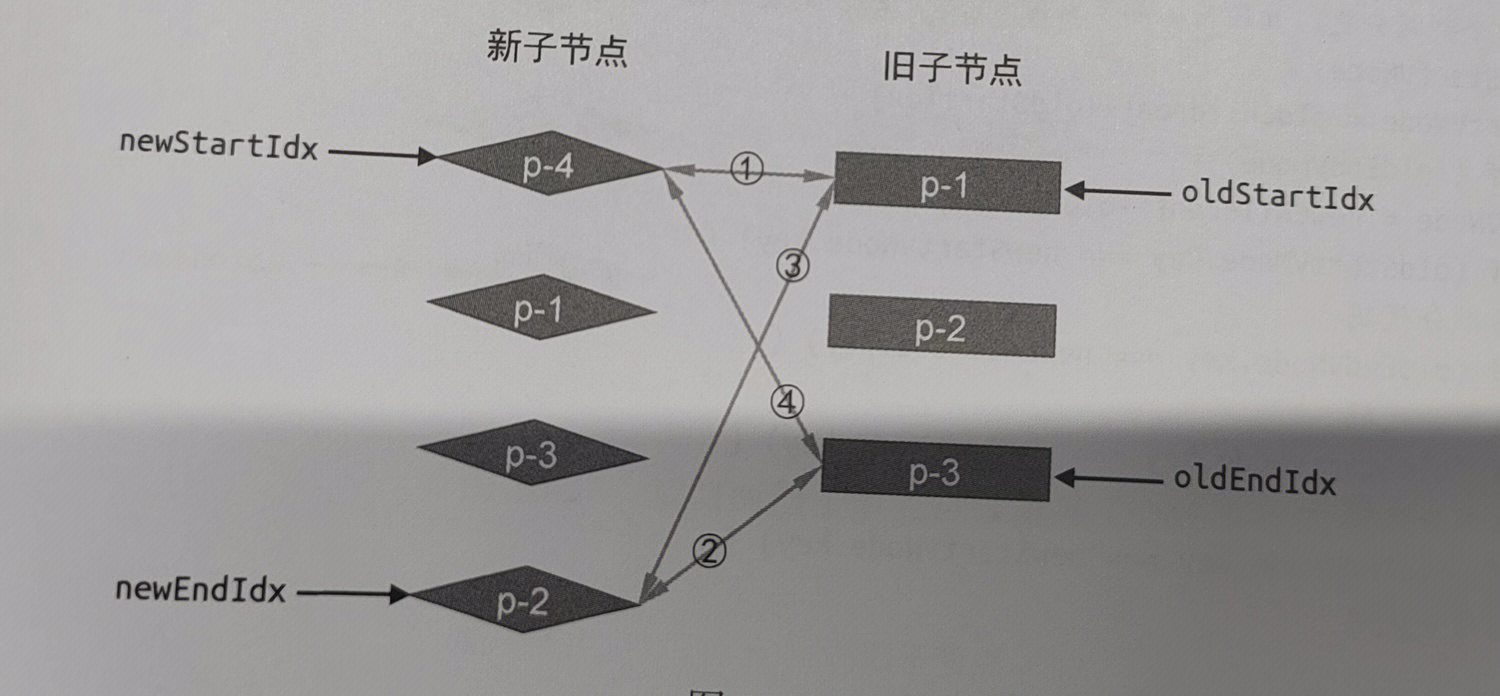 新子节点
旧子节点
newStartIdx
p-4
①
p-1
oldStartIdx
③
p-1
p-2
④
p-3
p-3
oldEndIdx
②
newEndIdx
p-2